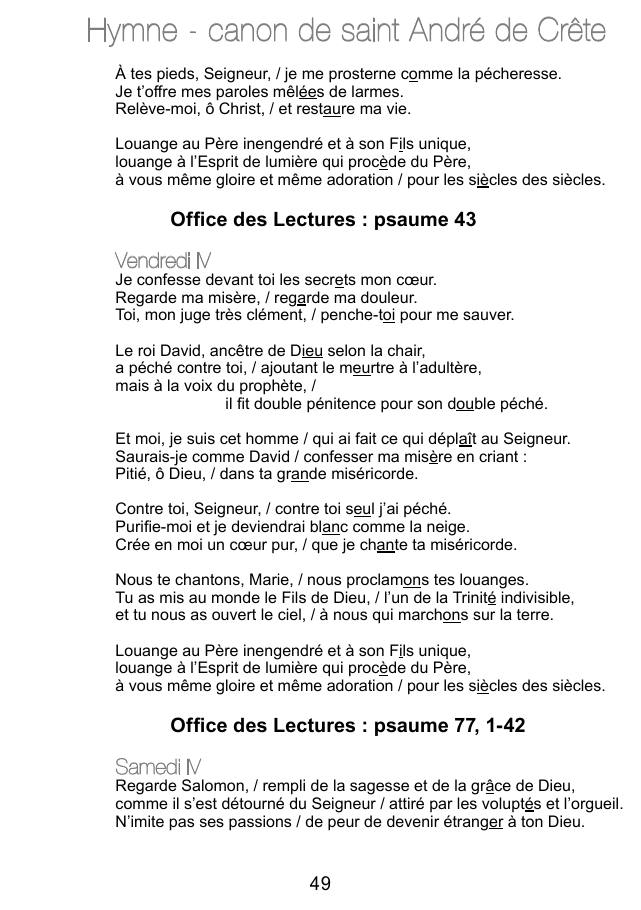 Hymne - canon de saint André de Crête
À tes pieds, Seigneur, / je me prosterne comme la pécheresse.
Je t’offre mes paroles mêlées de larmes.
Relève-moi, ô Christ, / et restaure ma vie.
Louange au Père inengendré et à son Fils unique,
louange à l’Esprit de lumière qui procède du Père,
à vous même gloire et même adoration / pour les siècles des siècles.
Office des Lectures : psaume 43
Vendredi IV
Je confesse devant toi les secrets mon cœur.
Regarde ma misère, / regarde ma douleur.
Toi, mon juge très clément, / penche-toi pour me sauver.
Le roi David, ancêtre de Dieu selon la chair,
a péché contre toi, / ajoutant le meurtre à l’adultère,
mais à la voix du prophète, /
il fit double pénitence pour son double péché.
Et moi, je suis cet homme / qui ai fait ce qui déplaît au Seigneur.
Saurais-je comme David / confesser ma misère en criant :
Pitié, ô Dieu, / dans ta grande miséricorde.
Contre toi, Seigneur, / contre toi seul j’ai péché.
Purifie-moi et je deviendrai blanc comme la neige.
Crée en moi un cœur pur, / que je chante ta miséricorde.
Nous te chantons, Marie, / nous proclamons tes louanges.
Tu as mis au monde le Fils de Dieu, / l’un de la Trinité indivisible,
et tu nous as ouvert le ciel, / à nous qui marchons sur la terre.
Louange au Père inengendré et à son Fils unique,
louange à l’Esprit de lumière qui procède du Père,
à vous même gloire et même adoration / pour les siècles des siècles.
Office des Lectures : psaume 77, 1-42
Samedi IV
Regarde Salomon, / rempli de la sagesse et de la grâce de Dieu,
comme il s’est détourné du Seigneur / attiré par les voluptés et l’orgueil.
N’imite pas ses passions / de peur de devenir étranger à ton Dieu.
49